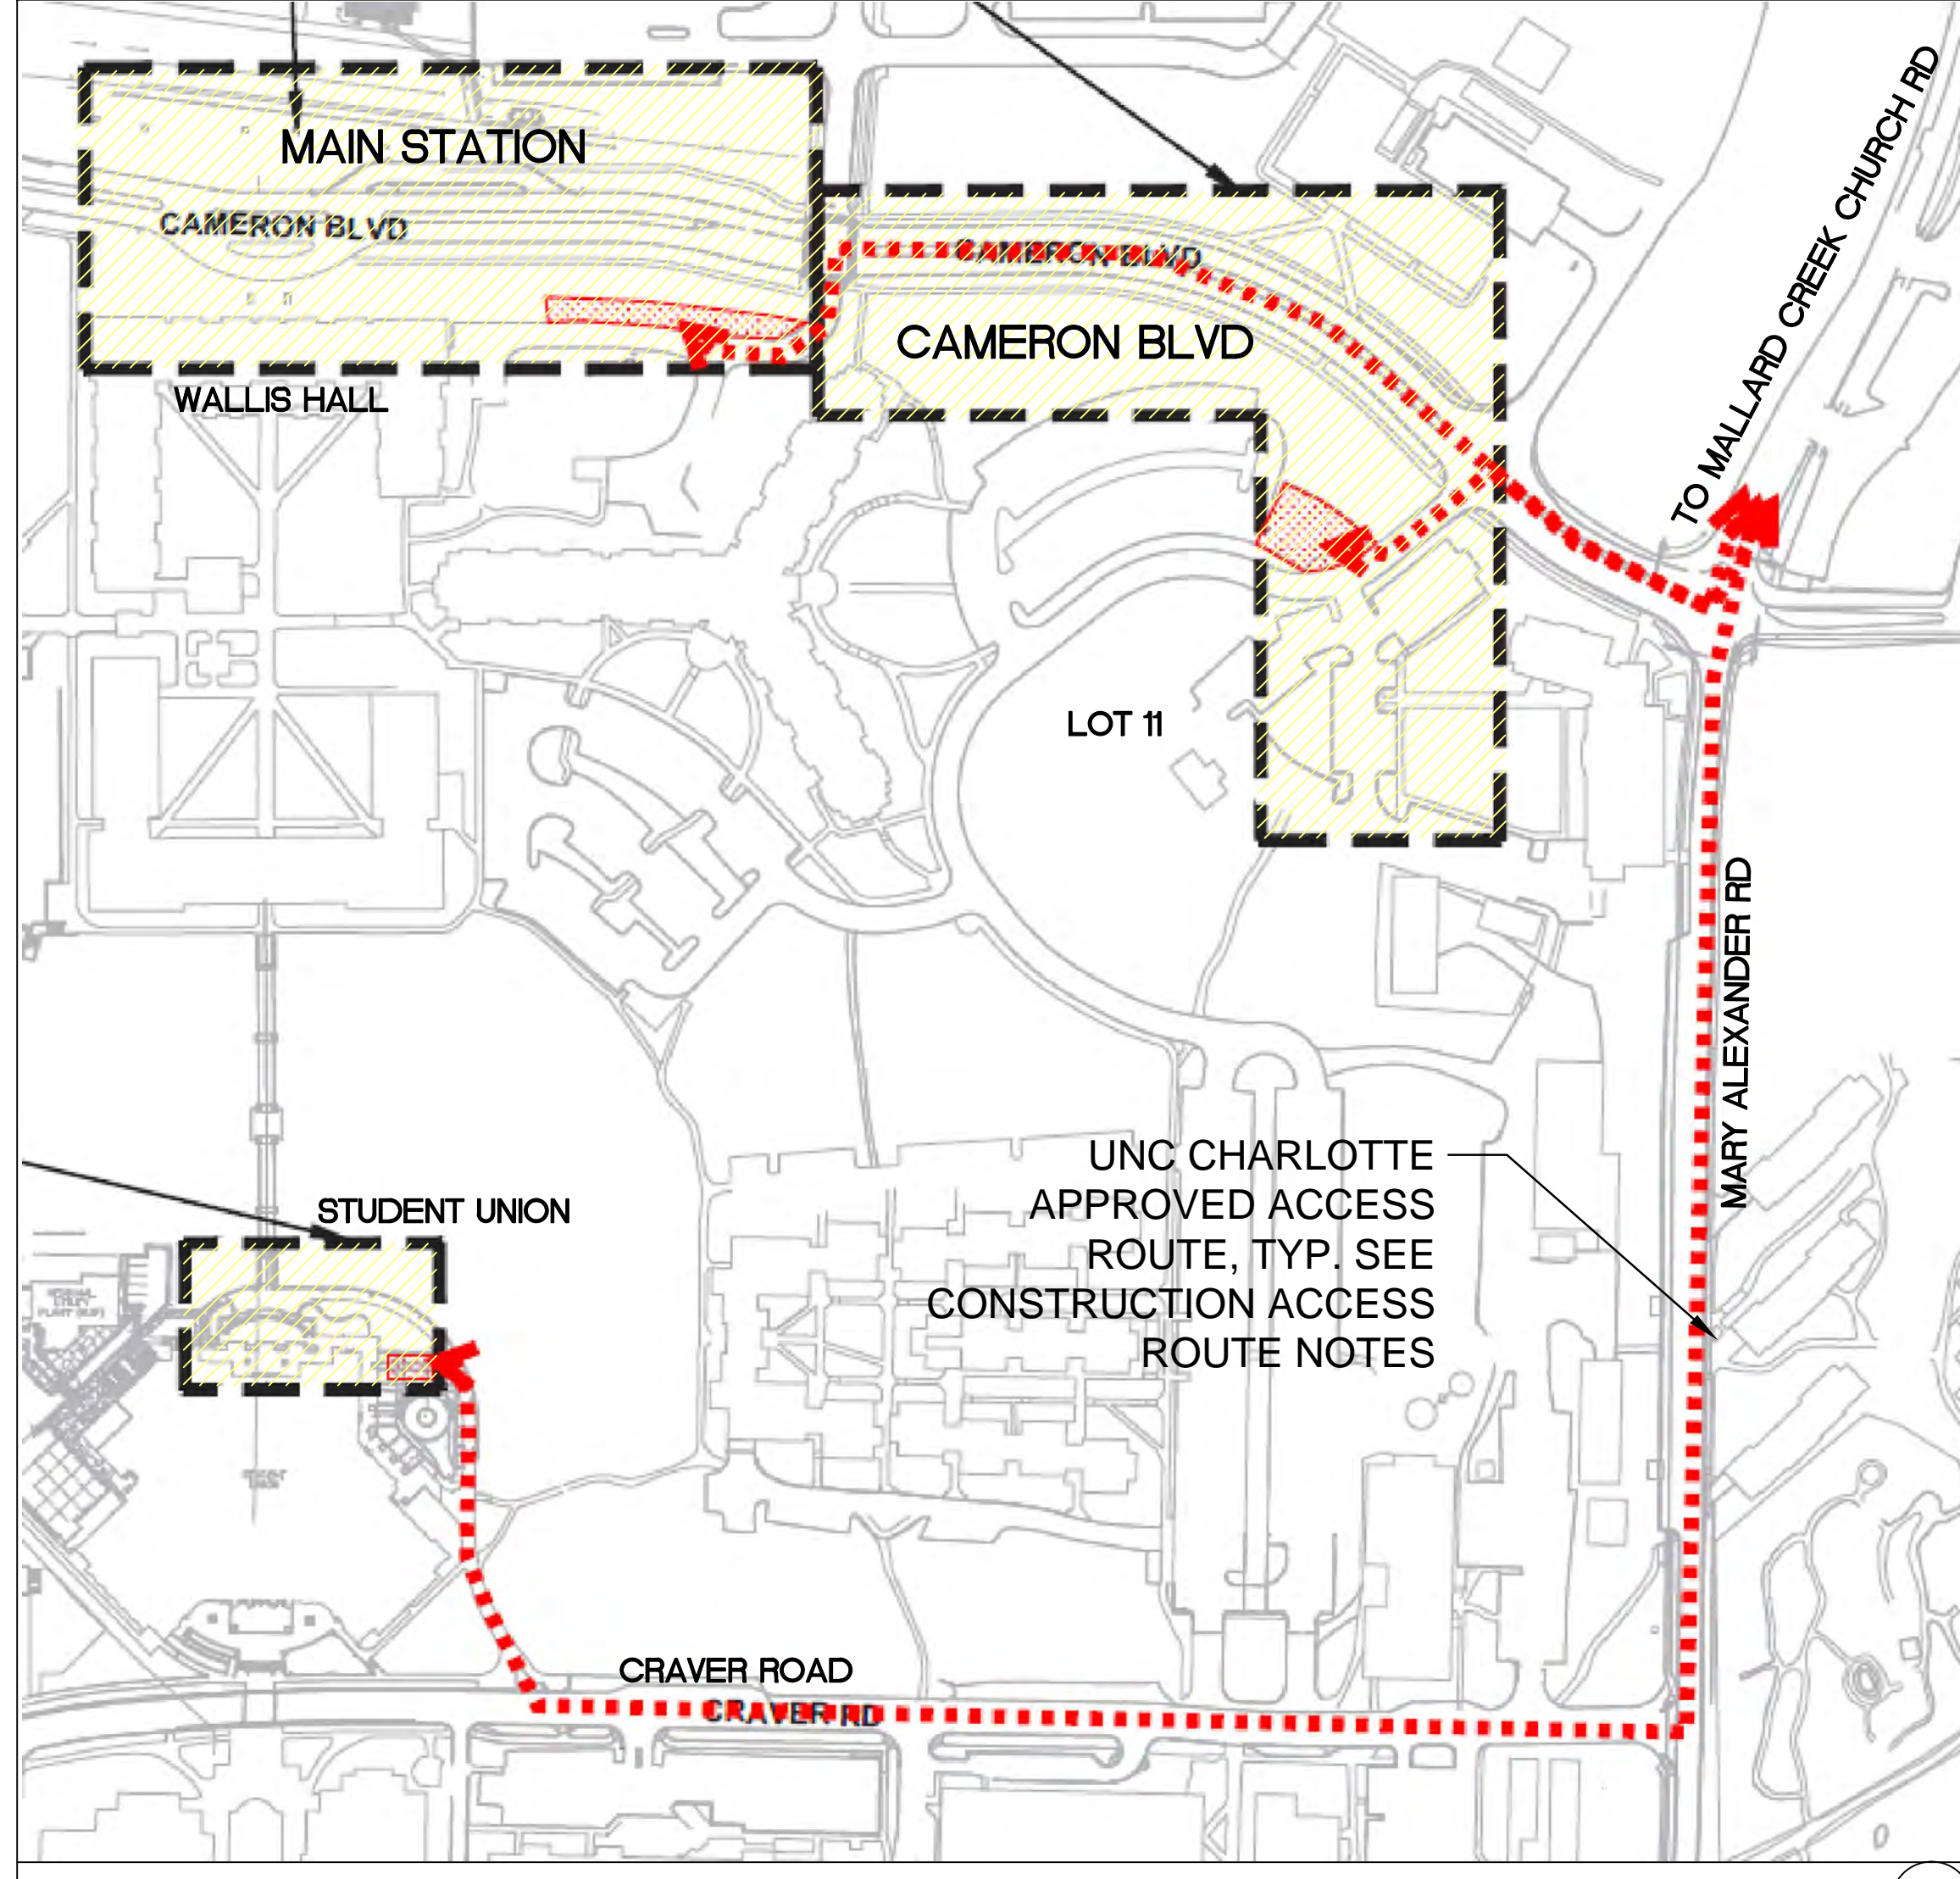 TO MALLARD CREEK CHURCH RD
MAIN STATION
CAMERON BLVD
CAMERON BLVD
CAMERON BLVD
WALLIS HALL
LOT 11
MARY ALEXANDER RD
UNC CHARLOTTE
APPROVED ACCESS
ROUTE, TYP. SEE
CONSTRUCTION ACCESS
ROUTE NOTES
STUDENT UNION
PLANT
CRAVER ROAD
CRAVER RD